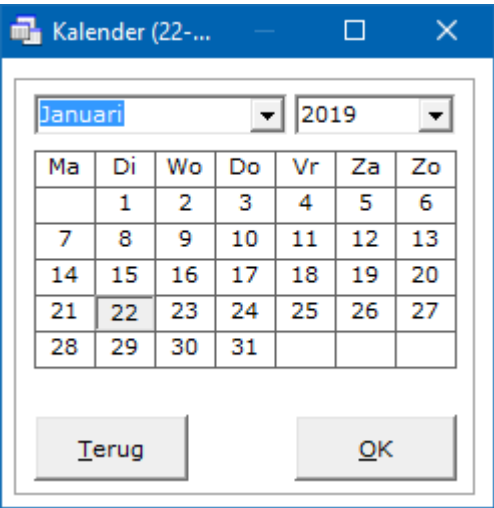 Kalender (22-...
Januari 2019
Ma Di Wo Do Vr Za Zo
1 2 3 4 5 6
7 8 9 10 11 12 13
14 15 16 17 18 19 20
21 22 23 24 25 26 27
28 29 30 31
Terug OK